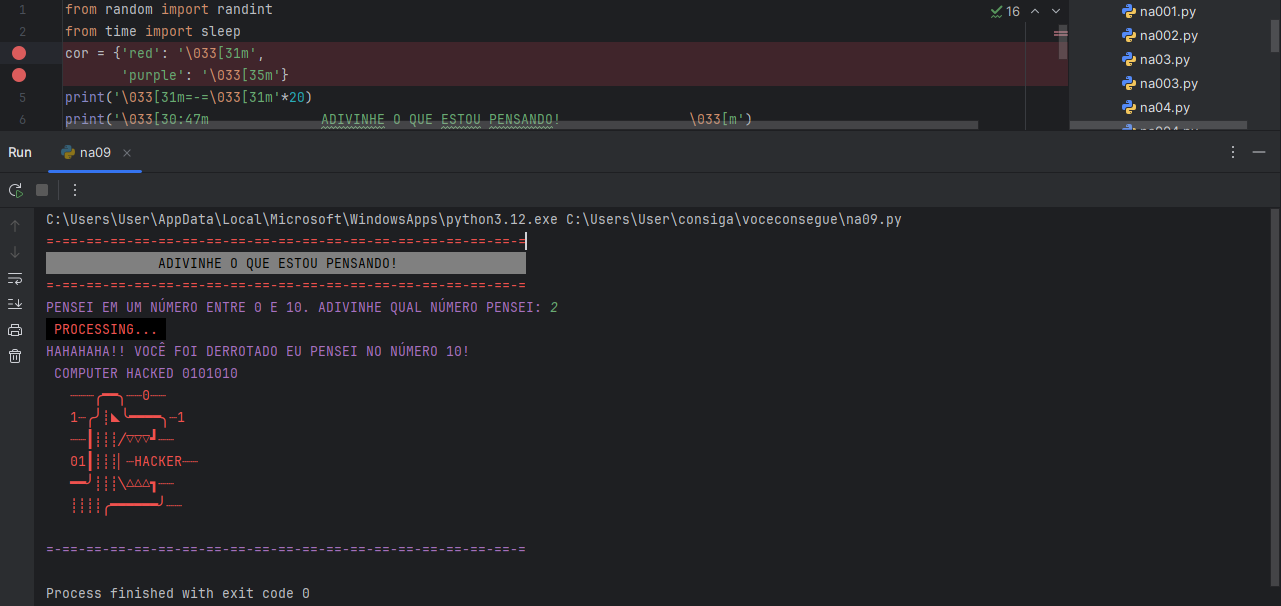 1 from random import randint
2 from time import sleep
cor = {'red': '\033[31m',
'purple': '\033[35m'}
5 print('\033[31m=-=\033[31m'*20)
6 print('\033[30:47m              ADIVINHE O QUE ESTOU PENSANDO!                \033[m')
16
na001.py
na002.py
na03.py
na003.py
na04.py
Run na09
C:\Users\User\AppData\Local\Microsoft\WindowsApps\python3.12.exe C:\Users\User\consiga\voceconsegue\na09.py
=-==-==-==-==-==-==-==-==-==-==-==-==-==-==-==-==-==-==-==-=
ADIVINHE O QUE ESTOU PENSANDO!
=-==-==-==-==-==-==-==-==-==-==-==-==-==-==-==-==-==-==-==-=
PENSEI EM UM NÚMERO ENTRE 0 E 10. ADIVINHE QUAL NÚMERO PENSEI: 2
PROCESSING...
HAHAHAHA!! VOCÊ FOI DERROTADO EU PENSEI NO NÚMERO 10!
COMPUTER HACKED 0101010
───╭━━╮──0──
1─╭╯┊◣╰━━━━╮─1
──┃┊┊┊╱▽▽▽┛──
01┃┊┊┊▏─HACKER──
━━╯┊┊┊╲△△△┓──
┊┊┊┊╭━━━━━━╯──
=-==-==-==-==-==-==-==-==-==-==-==-==-==-==-==-==-==-==-==-=
Process finished with exit code 0